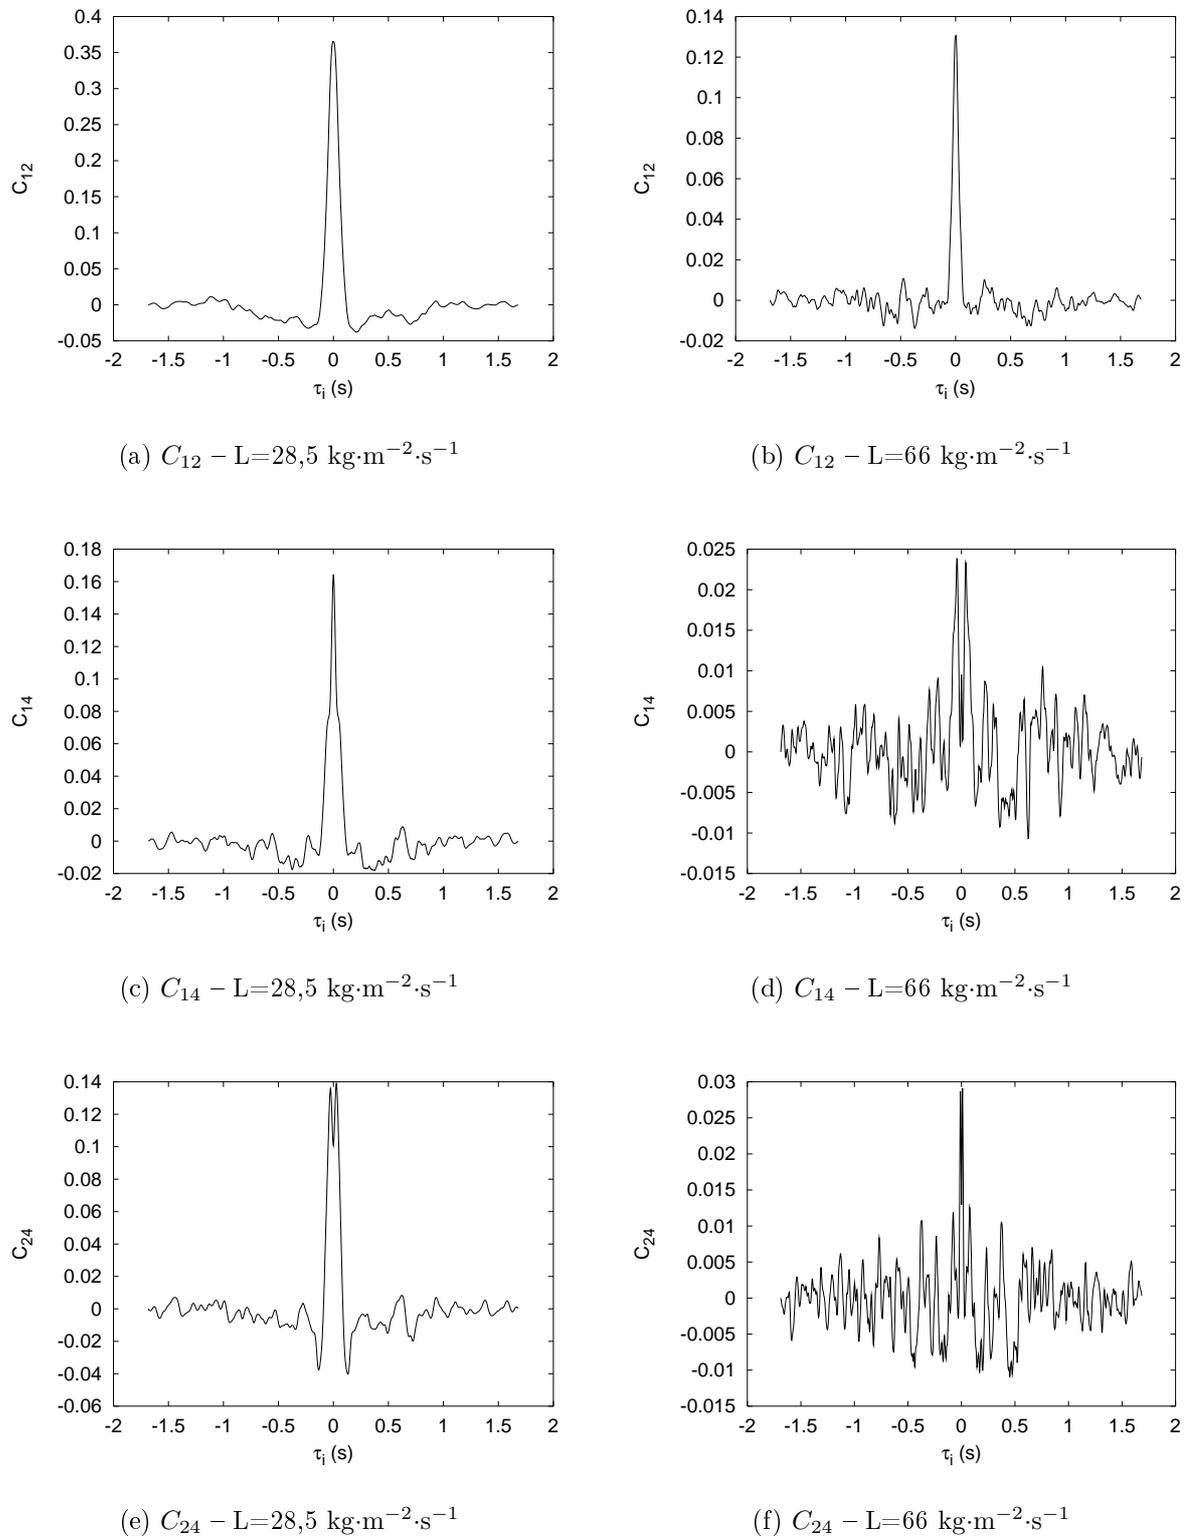 0.4
0.35
0.3
0.25
0.2
0.15
0.1
0.05
0
-0.05
-2 -1.5 -1 -0.5 0 0.5 1 1.5 2
C12
τi (s)
(a) C12 – L=28,5 kg·m−2·s−1
0.14
0.12
0.1
0.08
0.06
0.04
0.02
0
-0.02
-2 -1.5 -1 -0.5 0 0.5 1 1.5 2
C12
τi (s)
(b) C12 – L=66 kg·m−2·s−1
0.18
0.16
0.14
0.12
0.1
0.08
0.06
0.04
0.02
0
-0.02
-2 -1.5 -1 -0.5 0 0.5 1 1.5 2
C14
τi (s)
(c) C14 – L=28,5 kg·m−2·s−1
0.025
0.02
0.015
0.01
0.005
0
-0.005
-0.01
-0.015
-2 -1.5 -1 -0.5 0 0.5 1 1.5 2
C14
τi (s)
(d) C14 – L=66 kg·m−2·s−1
0.14
0.12
0.1
0.08
0.06
0.04
0.02
0
-0.02
-0.04
-0.06
-2 -1.5 -1 -0.5 0 0.5 1 1.5 2
C24
τi (s)
(e) C24 – L=28,5 kg·m−2·s−1
0.03
0.025
0.02
0.015
0.01
0.005
0
-0.005
-0.01
-0.015
-2 -1.5 -1 -0.5 0 0.5 1 1.5 2
C24
τi (s)
(f) C24 – L=66 kg·m−2·s−1